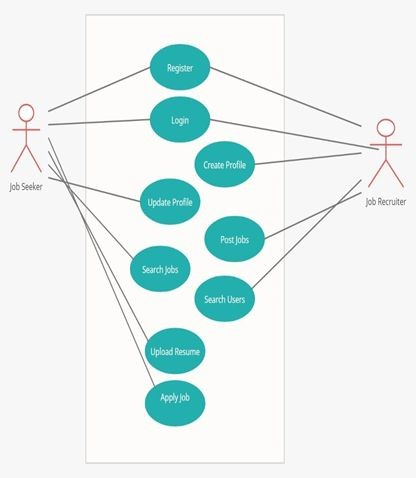 Register
Login
Create Profile
Job Seeker
Update Profile
Job Recruiter
Post Jobs
Search Jobs
Search Users
Upload Resume
Apply Job